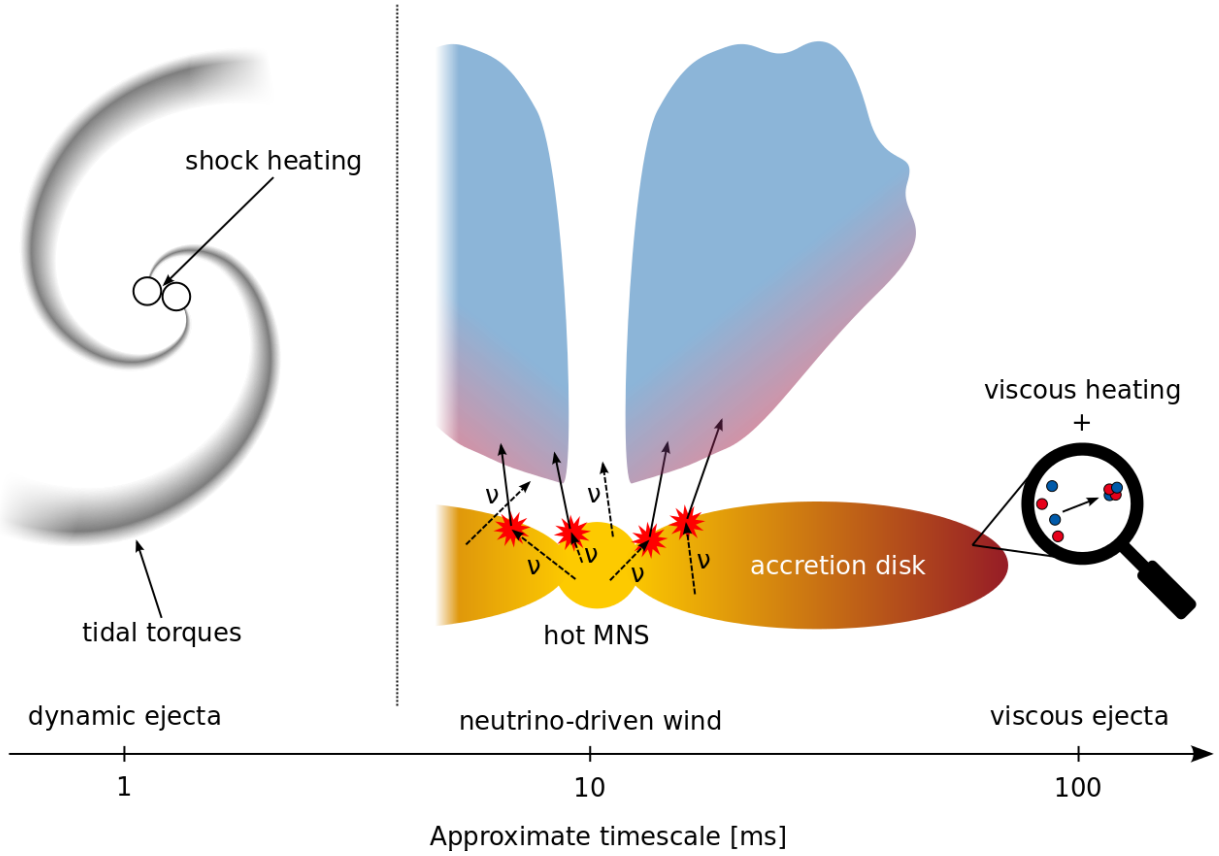 shock heating
tidal torques
viscous heating
+
ν
ν
ν
ν
ν
ν
accretion disk
hot MNS
dynamic ejecta
neutrino-driven wind
viscous ejecta
1
10
100
Approximate timescale [ms]